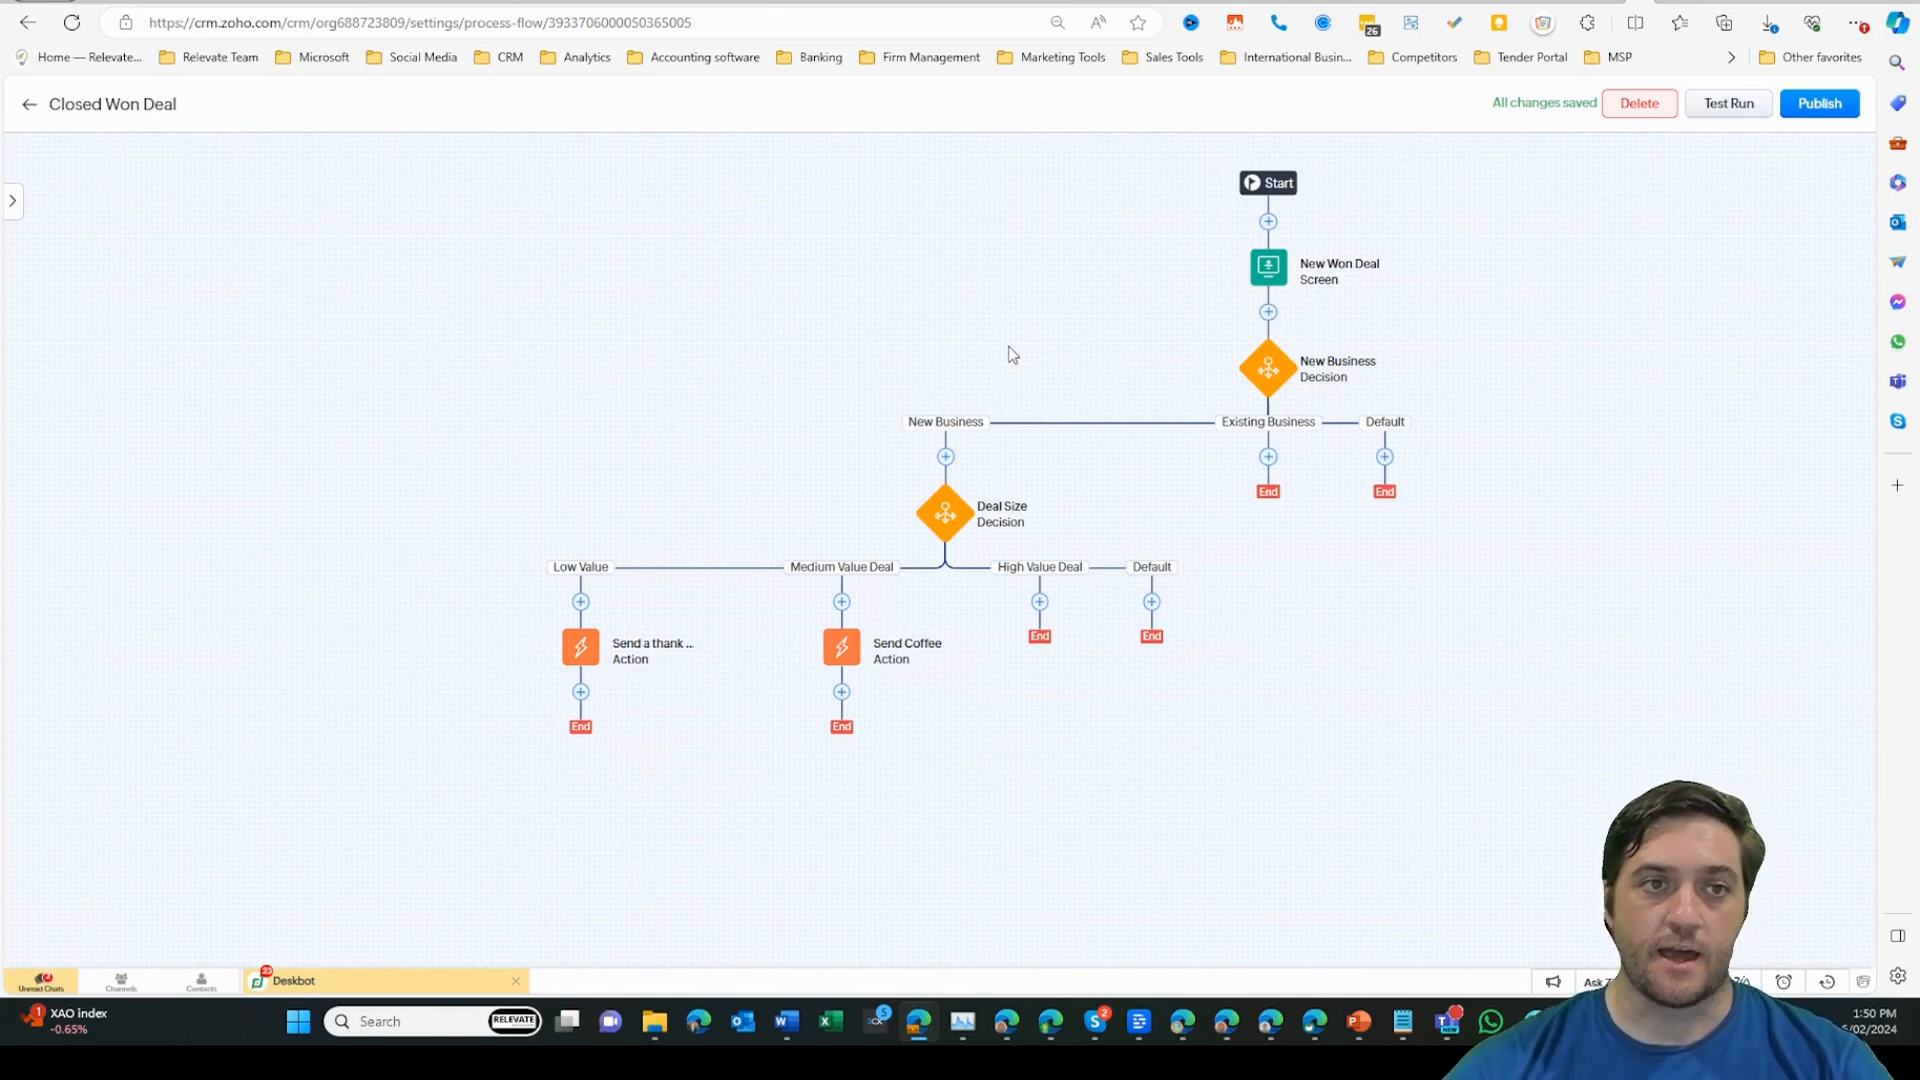 https://crm.zoho.com/crm/org688723809/settings/process-flow/3933706000050365005
26
Home — Relevate...
Relevate Team
Microsoft
Social Media
CRM
Analytics
Accounting software
Banking
Firm Management
Marketing Tools
Sales Tools
International Busin...
Competitors
Tender Portal
MSP
Other favorites
Closed Won Deal
All changes saved
Delete
Test Run
Publish
Start
New Won Deal
Screen
New Business
Decision
New Business
Existing Business
Default
End
End
Deal Size
Decision
Low Value
Medium Value Deal
High Value Deal
Default
Send a thank ...
Action
Send Coffee
Action
End
End
End
End
Unread Chats
Channels
Contacts
23
Deskbot
Ask
XAO index
-0.65%
1
Search
RELEVATE
5
2
NEW
1:50 PM
/02/2024